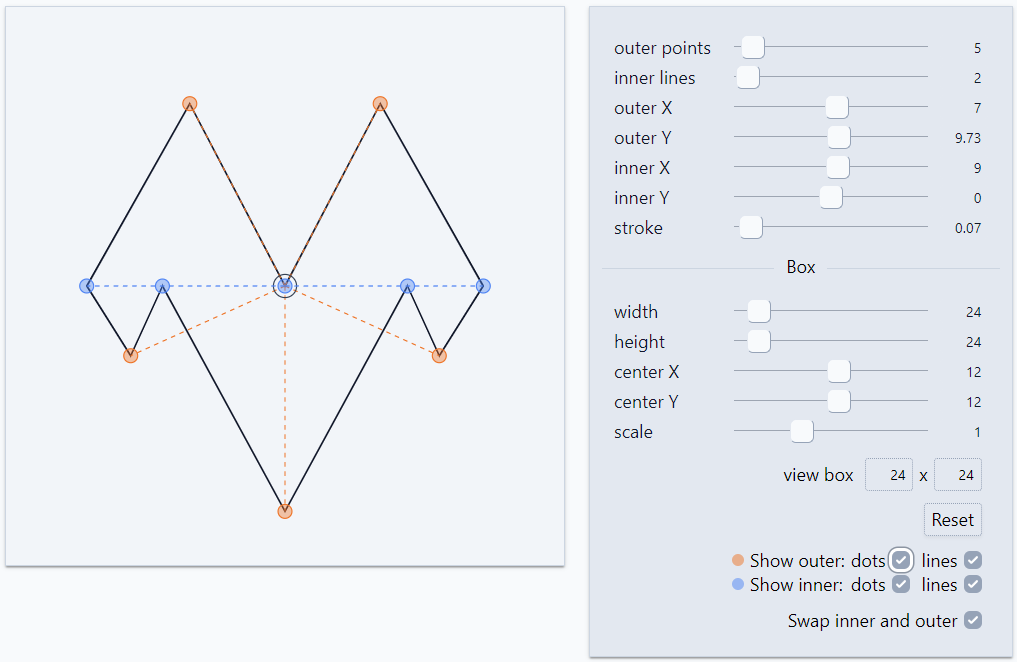 outer points 5
inner lines 2
outer X 7
outer Y 9.73
inner X 9
inner Y 0
stroke 0.07
Box
width 24
height 24
center X 12
center Y 12
scale 1
view box 24 x 24
Reset
Show outer: dots lines
Show inner: dots lines
Swap inner and outer